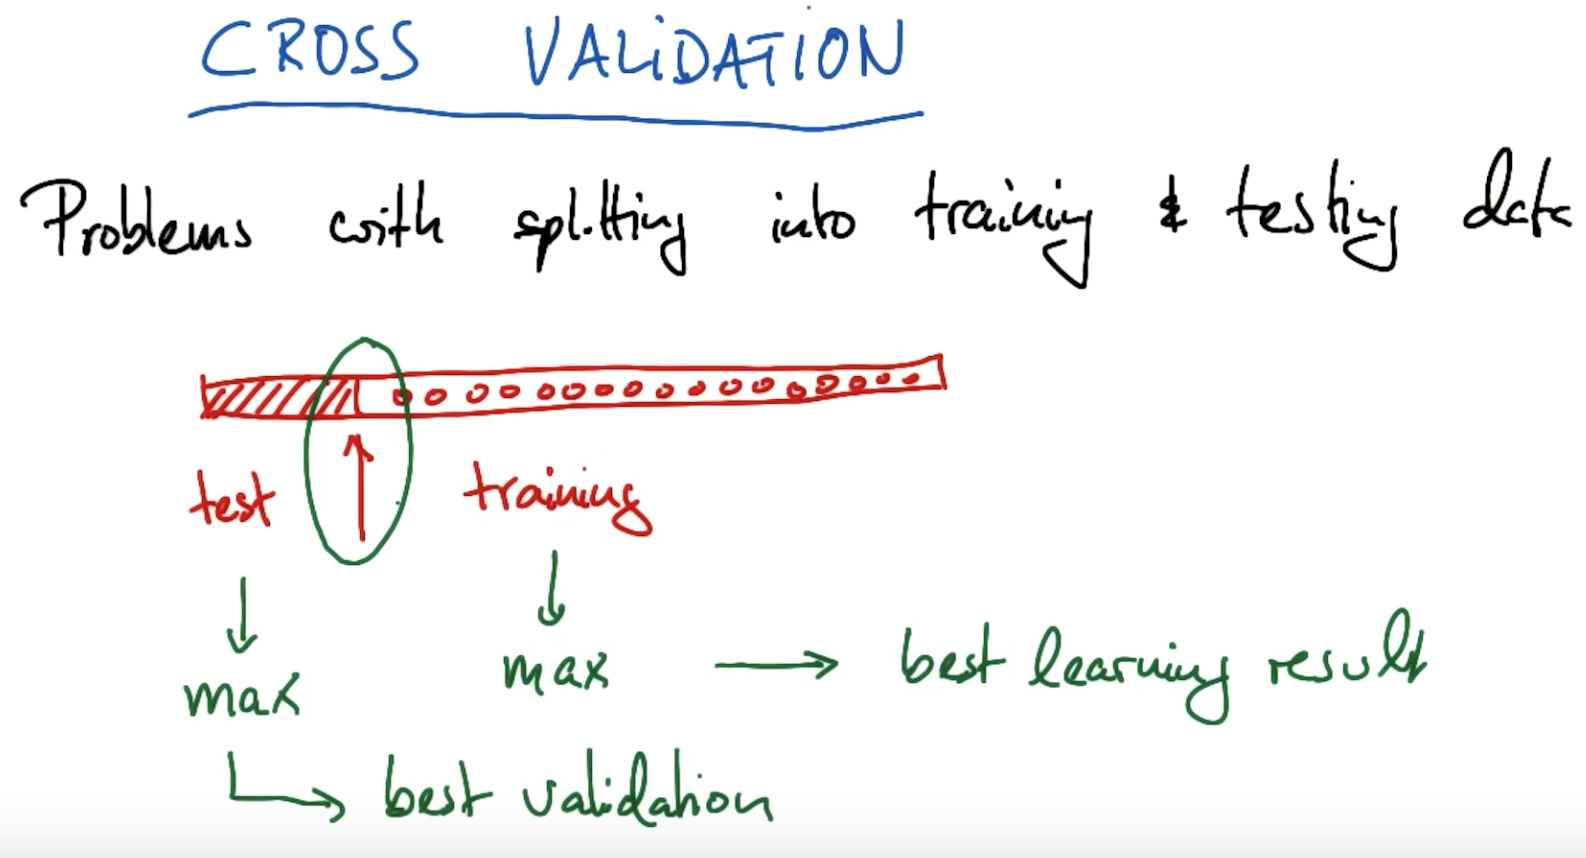 CROSS VALiDATiON
Problems with splitting into training & testing data
test training
max max → best learning result
best validation